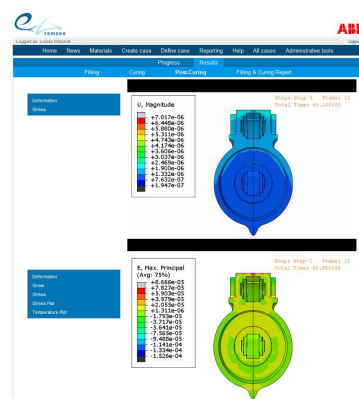 e ramzes
ABB
Logged as: Lukasz Matysiak
Logout
Home News Materials Create case Define case Reporting Help All cases Administrative tools
Progress Results
Filling Curing Post Curing Filling & Curing Report
Deformation
Stress
U, Magnitude
+7.017e-06
+6.448e-06
+5.880e-06
+5.311e-06
+4.743e-06
+4.174e-06
+3.606e-06
+3.037e-06
+2.469e-06
+1.900e-06
+1.332e-06
+7.632e-07
+1.947e-07
Step: Step-1 Frame: 10
Total Time: 60.000000
Deformation
Strain
Stress
Stress Plot
Temperature Plot
E, Max. Principal
(Avg: 75%)
+8.666e-05
+7.827e-05
+5.903e-05
+3.979e-05
+2.055e-05
+1.311e-06
-1.793e-05
-3.717e-05
-5.641e-05
-7.565e-05
-9.488e-05
-1.141e-04
-1.334e-04
-1.526e-04
Step: Step-1 Frame: 10
Total Time: 60.000000